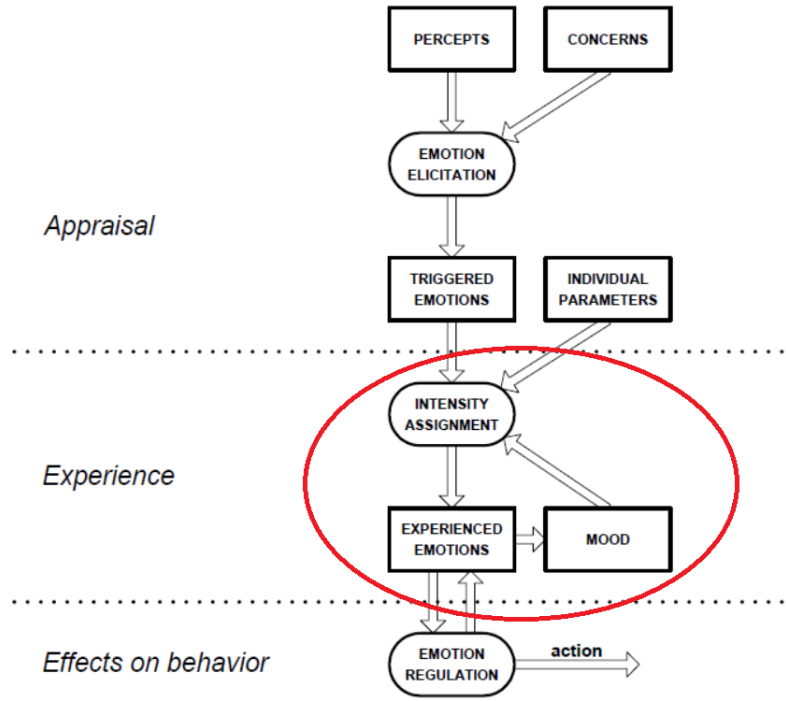 PERCEPTS
CONCERNS
EMOTION
ELICITATION
Appraisal
TRIGGERED
EMOTIONS
INDIVIDUAL
PARAMETERS
INTENSITY
ASSIGNMENT
Experience
EXPERIENCED
EMOTIONS
MOOD
Effects on behavior
EMOTION
REGULATION
action